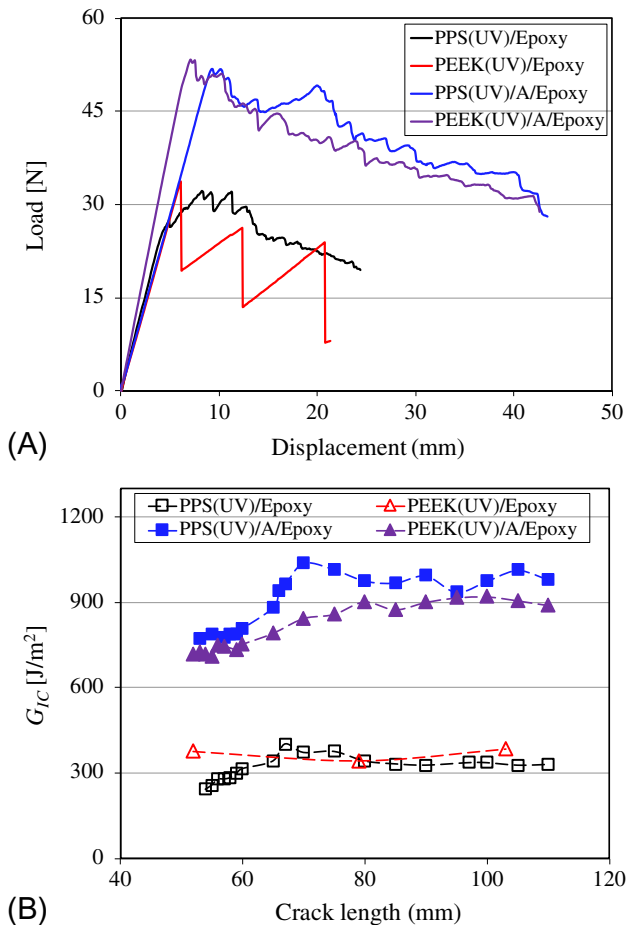 60
45
30
15
0
Load [N]
PPS(UV)/Epoxy
PEEK(UV)/Epoxy
PPS(UV)/A/Epoxy
PEEK(UV)/A/Epoxy
0 10 20 30 40 50
(A)
Displacement (mm)
PPS(UV)/Epoxy PEEK(UV)/Epoxy
PPS(UV)/A/Epoxy PEEK(UV)/A/Epoxy
1200
900
600
300
0
G_IC [J/m²]
40 60 80 100 120
(B)
Crack length (mm)